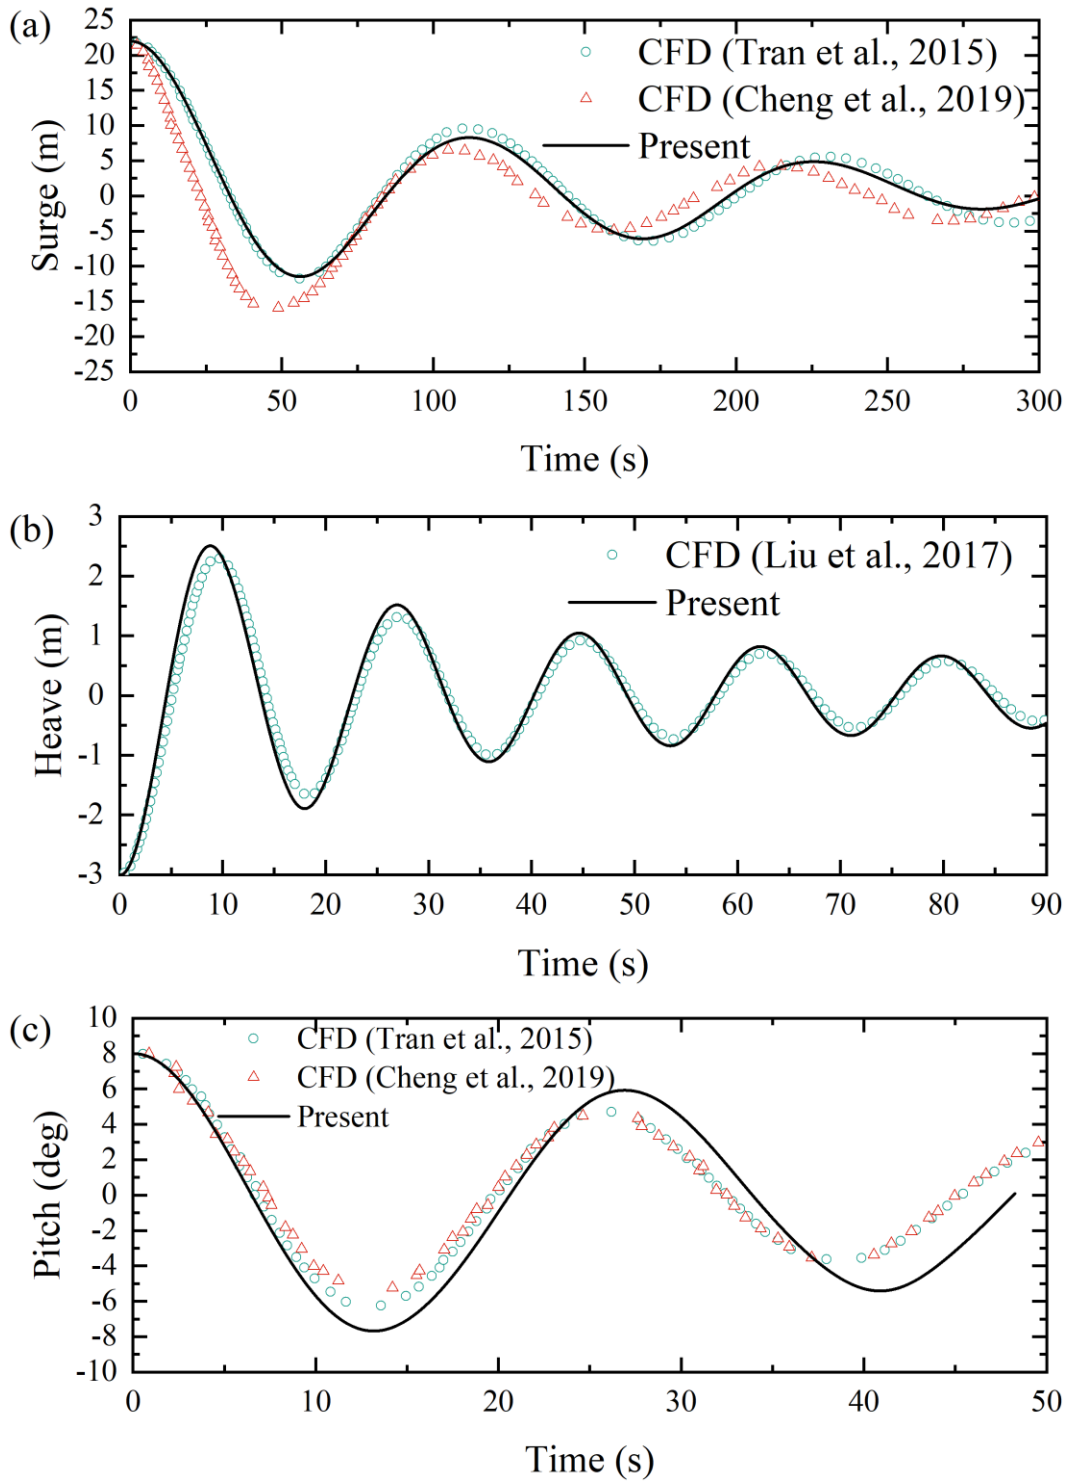 (a)
25
20
15
10
5
0
-5
-10
-15
-20
-25
Surge (m)
CFD (Tran et al., 2015)
CFD (Cheng et al., 2019)
Present
0 50 100 150 200 250 300
Time (s)
(b)
3
2
1
0
-1
-2
-3
Heave (m)
CFD (Liu et al., 2017)
Present
0 10 20 30 40 50 60 70 80 90
Time (s)
(c)
10
8
6
4
2
0
-2
-4
-6
-8
-10
Pitch (deg)
CFD (Tran et al., 2015)
CFD (Cheng et al., 2019)
Present
0 10 20 30 40 50
Time (s)